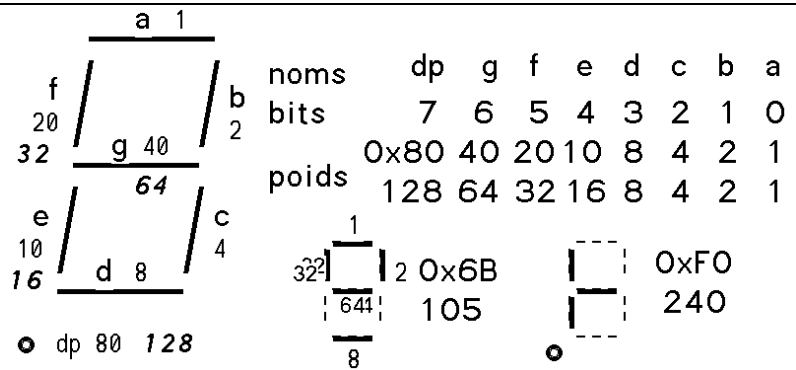 a 1
noms dp g f e d c b a
f
20
32
b
2
bits 7 6 5 4 3 2 1 0
g 40
64
0x80 40 20 10 8 4 2 1
poids
128 64 32 16 8 4 2 1
e
10
16
c
4
d 8
dp 80 128
1
2 0x6B
105
8
0xF0
240